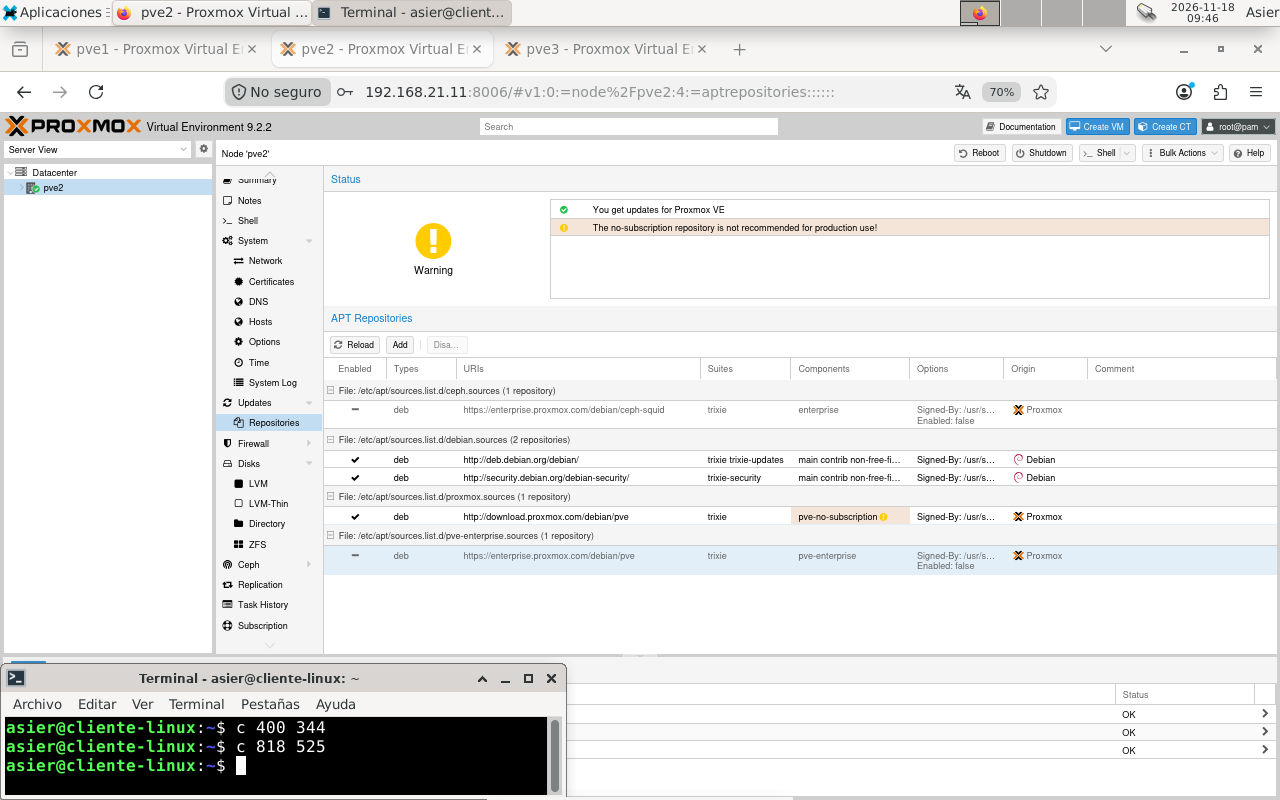 Aplicaciones
pve2 - Proxmox Virtual ...
Terminal - asier@client...
2026-11-18
09:46
Asier
pve1 - Proxmox Virtual E
pve2 - Proxmox Virtual E
pve3 - Proxmox Virtual E
No seguro
192.168.21.11:8006/#v1:0:=node%2Fpve2:4:=aptrepositories::::::
70%
PROXMOX Virtual Environment 9.2.2
Search
Documentation
Create VM
Create CT
root@pam
Server View
Node 'pve2'
Reboot
Shutdown
Shell
Bulk Actions
Help
Datacenter
pve2
Summary
Notes
Shell
System
Network
Certificates
DNS
Hosts
Options
Time
System Log
Updates
Repositories
Firewall
Disks
LVM
LVM-Thin
Directory
ZFS
Ceph
Replication
Task History
Subscription
Status
Warning
You get updates for Proxmox VE
The no-subscription repository is not recommended for production use!
APT Repositories
Reload
Add
Disa...
Enabled Types URIs Suites Components Options Origin Comment
File: /etc/apt/sources.list.d/ceph.sources (1 repository)
deb https://enterprise.proxmox.com/debian/ceph-squid trixie enterprise Signed-By: /usr/s... Proxmox
Enabled: false
File: /etc/apt/sources.list.d/debian.sources (2 repositories)
deb http://deb.debian.org/debian/ trixie trixie-updates main contrib non-free-fi... Signed-By: /usr/s... Debian
deb http://security.debian.org/debian-security/ trixie-security main contrib non-free-fi... Signed-By: /usr/s... Debian
File: /etc/apt/sources.list.d/proxmox.sources (1 repository)
deb http://download.proxmox.com/debian/pve trixie pve-no-subscription Signed-By: /usr/s... Proxmox
File: /etc/apt/sources.list.d/pve-enterprise.sources (1 repository)
deb https://enterprise.proxmox.com/debian/pve trixie pve-enterprise Signed-By: /usr/s... Proxmox
Enabled: false
Status
OK
OK
OK
Terminal - asier@cliente-linux: ~
Archivo Editar Ver Terminal Pestañas Ayuda
asier@cliente-linux:~$ c 400 344
asier@cliente-linux:~$ c 818 525
asier@cliente-linux:~$